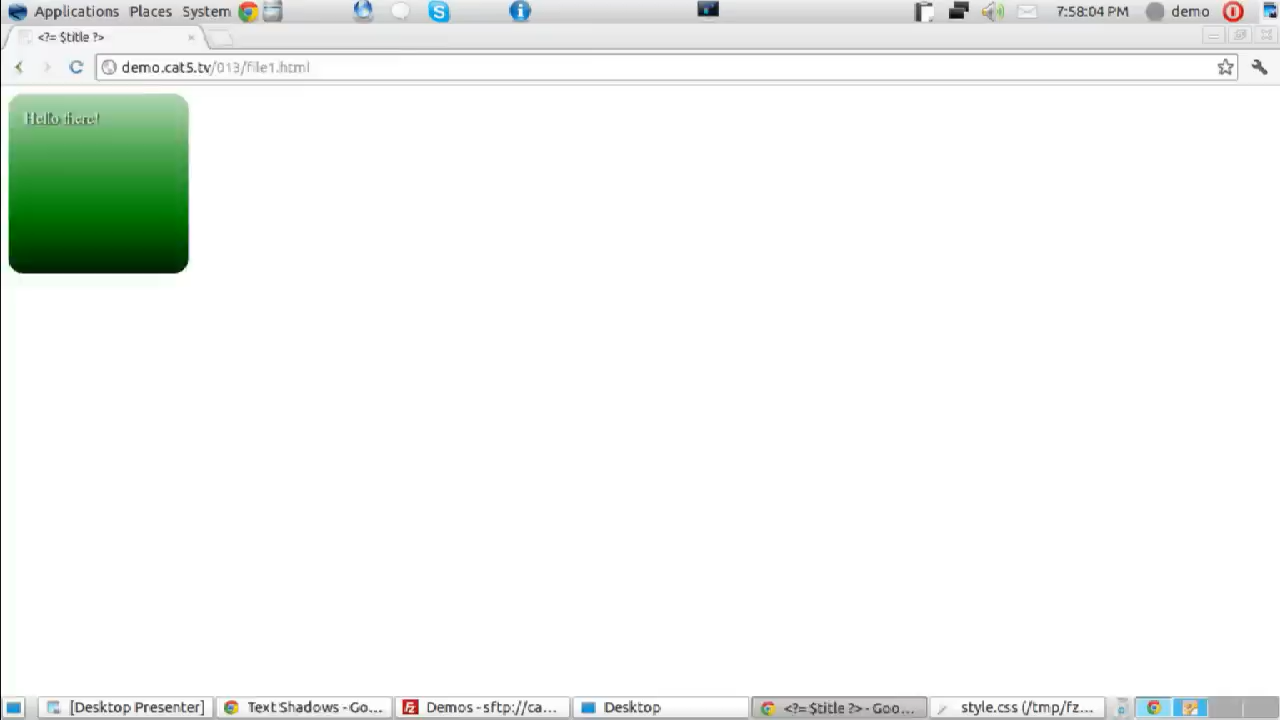 Applications Places System 7:58:04 PM demo
<?= $title ?>
demo.cat5.tv/013/file1.html
Hello there!
[Desktop Presenter] Text Shadows - Go... Demos - sftp://ca... Desktop <?= $title ?> - Goo... style.css (/tmp/fz...